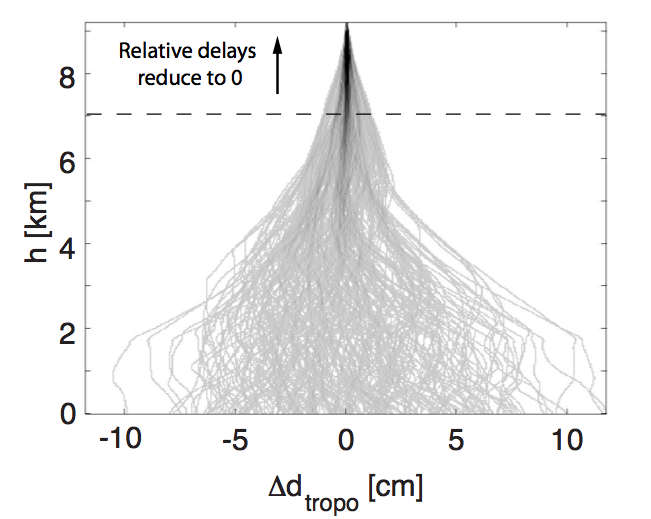 Relative delays
reduce to 0
8
6
4
2
0
h [km]
-10 -5 0 5 10
Δd_tropo [cm]